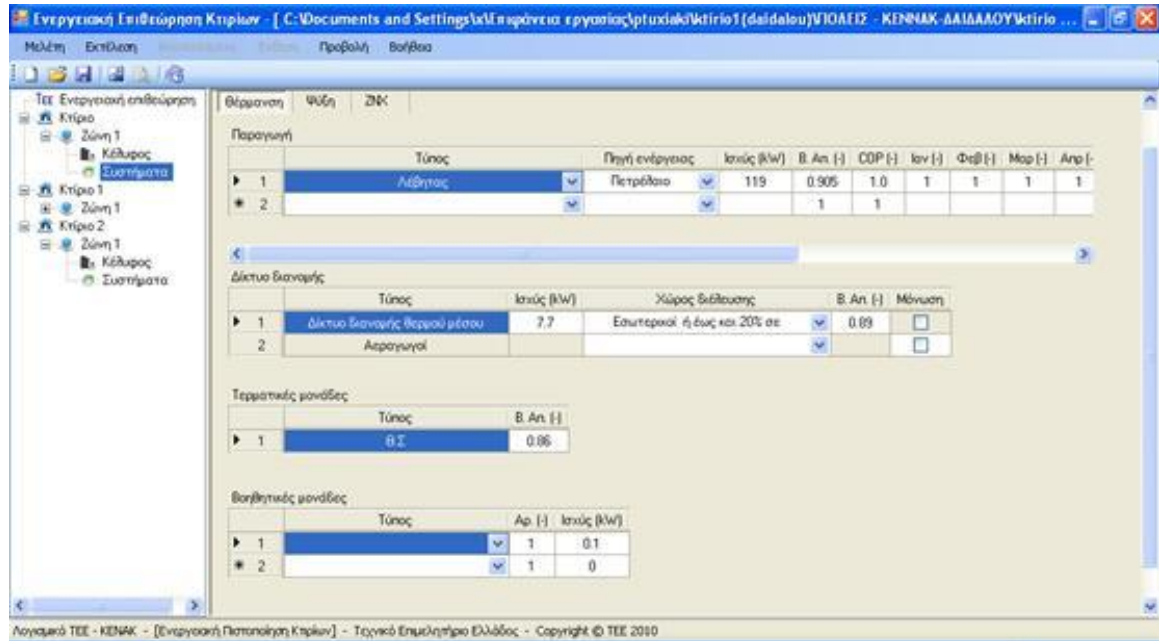 Ενεργειακή Επιθεώρηση Κτιρίων - [ C:\Documents and Settings\x\Επιφάνεια εργασίας\ptuxiaki\ktirio1(daidalou)\ΠΟΛΕΙΣ - KENNAK-ΔΑΙΔΑΛΟΥ\ktirio ...
Μελέτη Εκτέλεση Προβολή Βοήθεια
ΤΕΕ Ενεργειακή επιθεώρηση
Κτίριο
Ζώνη 1
Κέλυφος
Συστήματα
Κτίριο 1
Ζώνη 1
Κτίριο 2
Ζώνη 1
Κέλυφος
Συστήματα
Θέρμανση Ψύξη ΖΝΧ
Παραγωγή
Τύπος Πηγή ενέργειας Ισχύς (kW) Β. Απ. (-) COP (-) Ιαν (-) Φεβ (-) Μαρ (-) Απρ (-
1 Λέβητας Πετρέλαιο 119 0.905 1.0 1 1 1 1
2 1 1
Δίκτυο διανομής
Τύπος Ισχύς (kW) Χώρος διέλευσης Β. Απ. (-) Μόνωση
1 Δίκτυο διανομής θερμού μέσου 7.7 Εσωτερικοί ή έως και 20% σε 0.89
2 Αεραγωγοί
Τερματικές μονάδες
Τύπος Β. Απ. (-)
1 Θ.Σ 0.86
Βοηθητικές μονάδες
Τύπος Αρ. (-) Ισχύς (kW)
1 1 0.1
2 1 0
Λογισμικό ΤΕΕ - ΚΕΝΑΚ - [Ενεργειακή Πιστοποίηση Κτιρίων] - Τεχνικό Επιμελητήριο Ελλάδος - Copyright © TEE 2010